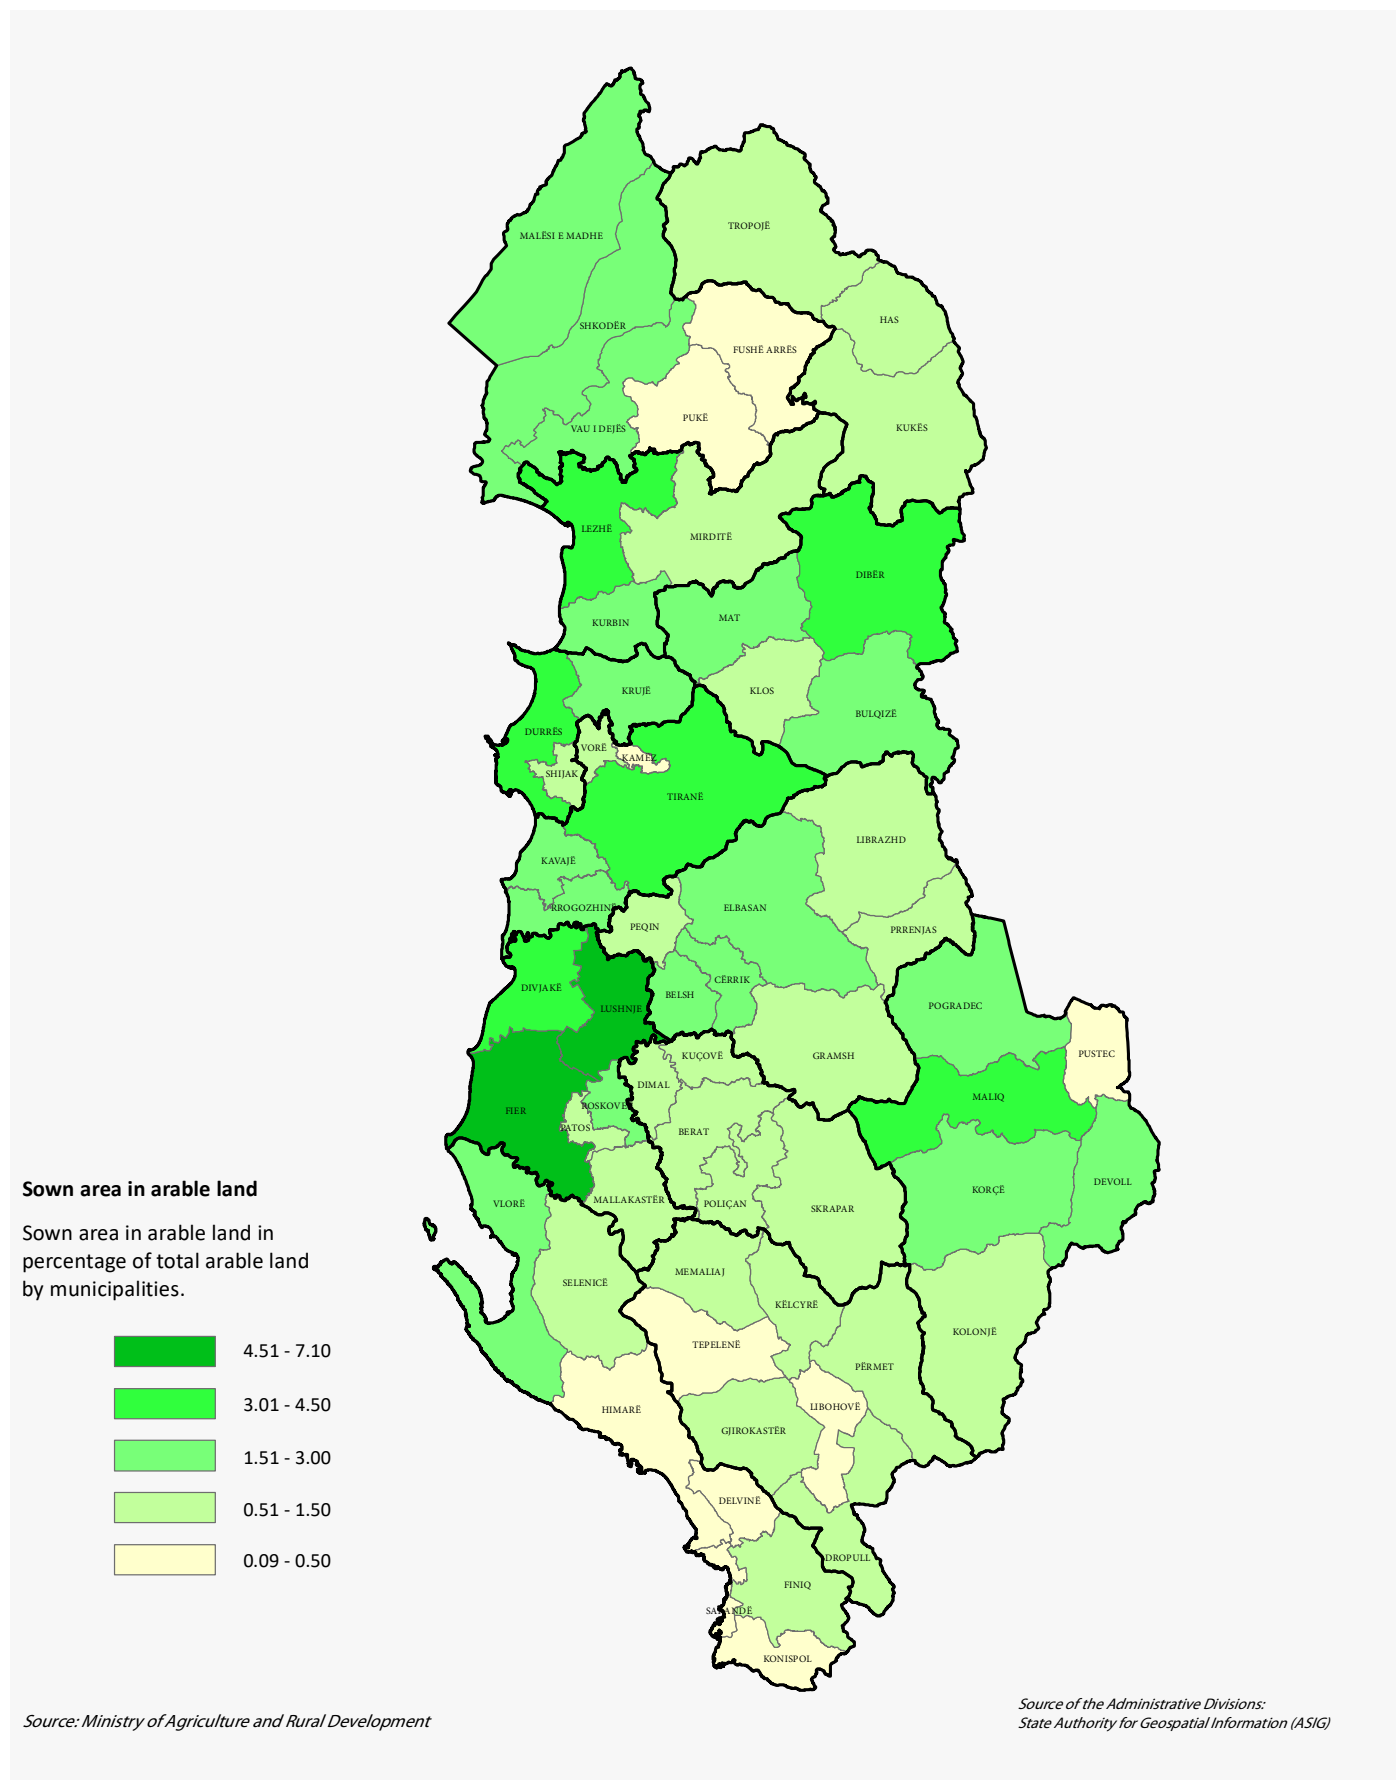 TROPOJË
MALËSI E MADHE
HAS
SHKODËR
FUSHË ARRËS
PUKË
KUKËS
VAU I DEJËS
LEZHË
MIRDITË
DIBËR
MAT
KURBIN
KRUJË
KLOS
BULQIZË
DURRËS
VORË
KAMËZ
SHIJAK
TIRANË
LIBRAZHD
KAVAJË
RROGOZHINË
ELBASAN
PEQIN
PRRENJAS
CËRRIK
DIVJAKË
BELSH
LUSHNJE
POGRADEC
KUÇOVË
GRAMSH
PUSTEC
DIMAL
MALIQ
ROSKOVEC
FIER
PATOS
BERAT
DEVOLL
KORÇË
MALLAKASTËR
VLORË
POLIÇAN
SKRAPAR
MEMALIAJ
SELENICË
KËLCYRË
KOLONJË
TEPELENË
PËRMET
LIBOHOVË
HIMARË
GJIROKASTËR
DELVINË
DROPULL
FINIQ
SARANDË
KONISPOL
Sown area in arable land
Sown area in arable land in
percentage of total arable land
by municipalities.
4.51 - 7.10
3.01 - 4.50
1.51 - 3.00
0.51 - 1.50
0.09 - 0.50
Source: Ministry of Agriculture and Rural Development
Source of the Administrative Divisions:
State Authority for Geospatial Information (ASIG)